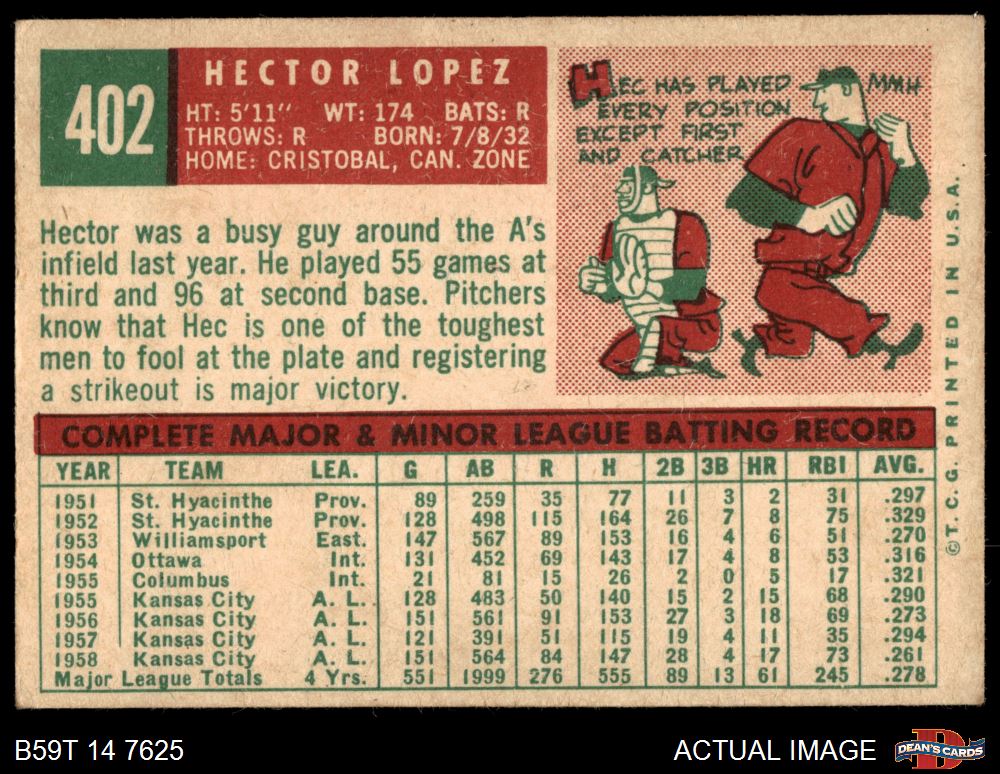 402
HECTOR LOPEZ
HT: 5'11" WT: 174 BATS: R
THROWS: R BORN: 7/8/32
HOME: CRISTOBAL, CAN. ZONE
HEC HAS PLAYED
EVERY POSITION
EXCEPT FIRST
AND CATCHER
MMH
Hector was a busy guy around the A's
infield last year. He played 55 games at
third and 96 at second base. Pitchers
know that Hec is one of the toughest
men to fool at the plate and registering
a strikeout is major victory.
COMPLETE MAJOR & MINOR LEAGUE BATTING RECORD
YEAR TEAM LEA. G AB R H 2B 3B HR RBI AVG.
1951 St. Hyacinthe Prov. 89 259 35 77 11 3 2 31 .297
1952 St. Hyacinthe Prov. 128 498 115 164 26 7 8 75 .329
1953 Williamsport East. 147 567 89 153 16 4 6 51 .270
1954 Ottawa Int. 131 452 69 143 17 4 8 53 .316
1955 Columbus Int. 21 81 15 26 2 0 5 17 .321
1955 Kansas City A. L. 128 483 50 140 15 2 15 68 .290
1956 Kansas City A. L. 151 561 91 153 27 3 18 69 .273
1957 Kansas City A. L. 121 391 51 115 19 4 11 35 .294
1958 Kansas City A. L. 151 564 84 147 28 4 17 73 .261
Major League Totals 4 Yrs. 551 1999 276 555 89 13 61 245 .278
© T. C. G. PRINTED IN U.S.A.
B59T 14 7625
ACTUAL IMAGE
DEAN'S CARDS